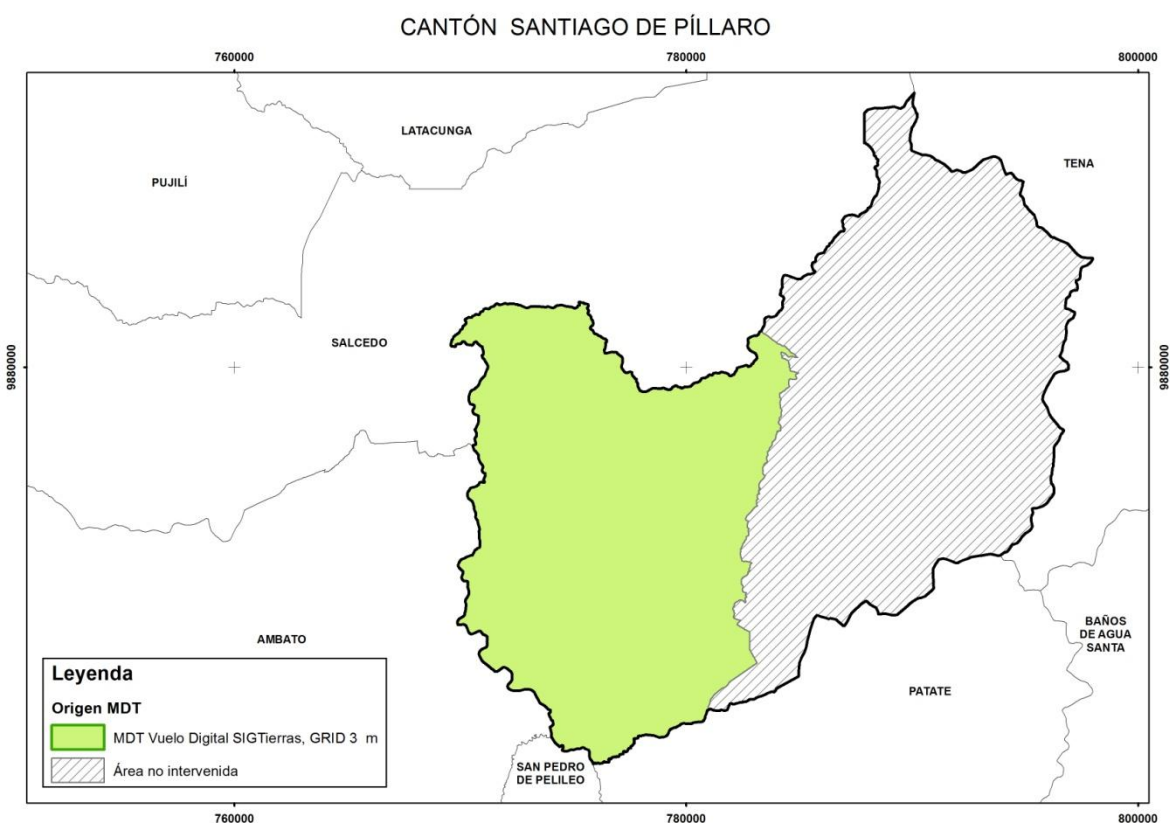 CANTÓN  SANTIAGO DE PÍLLARO
760000
780000
800000
LATACUNGA
PUJILÍ
TENA
SALCEDO
9880000
9880000
AMBATO
BAÑOS
DE AGUA
SANTA
PATATE
SAN PEDRO
DE PELILEO
Leyenda
Origen MDT
MDT Vuelo Digital SIGTierras, GRID 3  m
Área no intervenida
760000
780000
800000